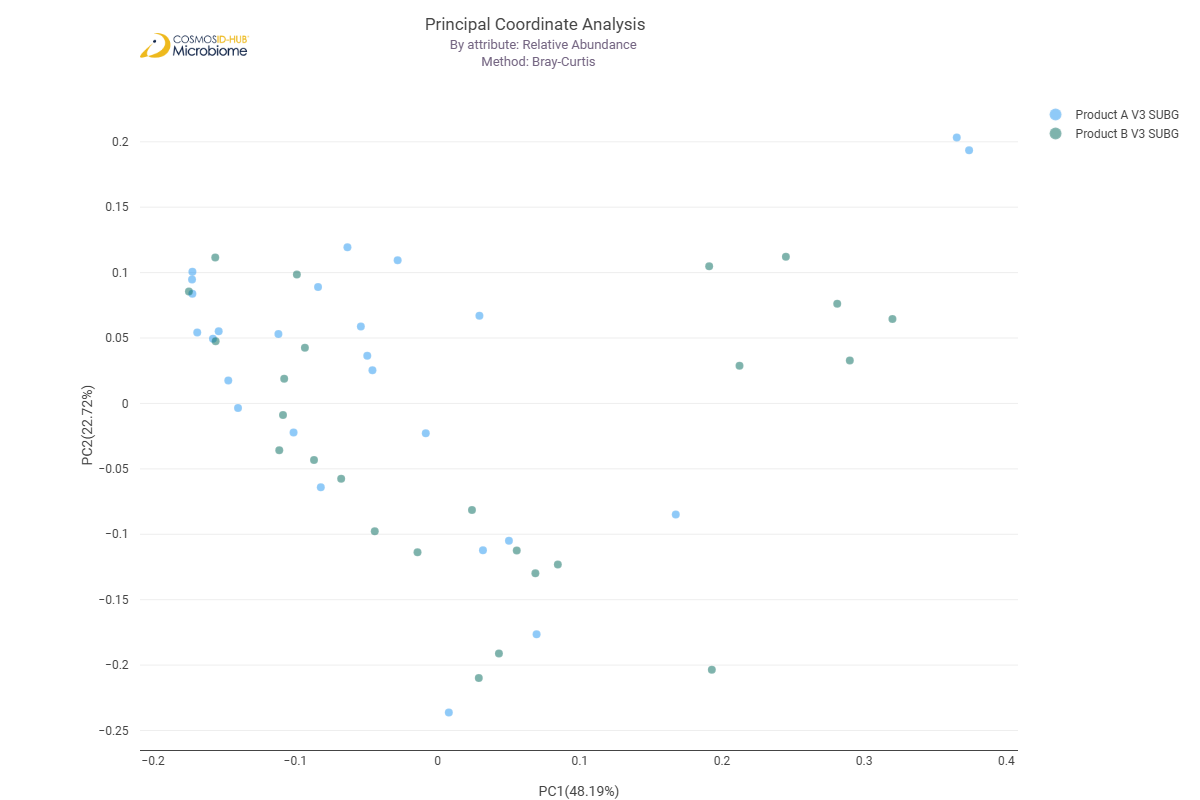 Principal Coordinate Analysis
By attribute: Relative Abundance
Method: Bray-Curtis
COSMOSID-HUB
Microbiome
Product A V3 SUBG
Product B V3 SUBG
0.2
0.15
0.1
0.05
0
−0.05
−0.1
−0.15
−0.2
−0.25
PC2(22.72%)
−0.2
−0.1
0
0.1
0.2
0.3
0.4
PC1(48.19%)